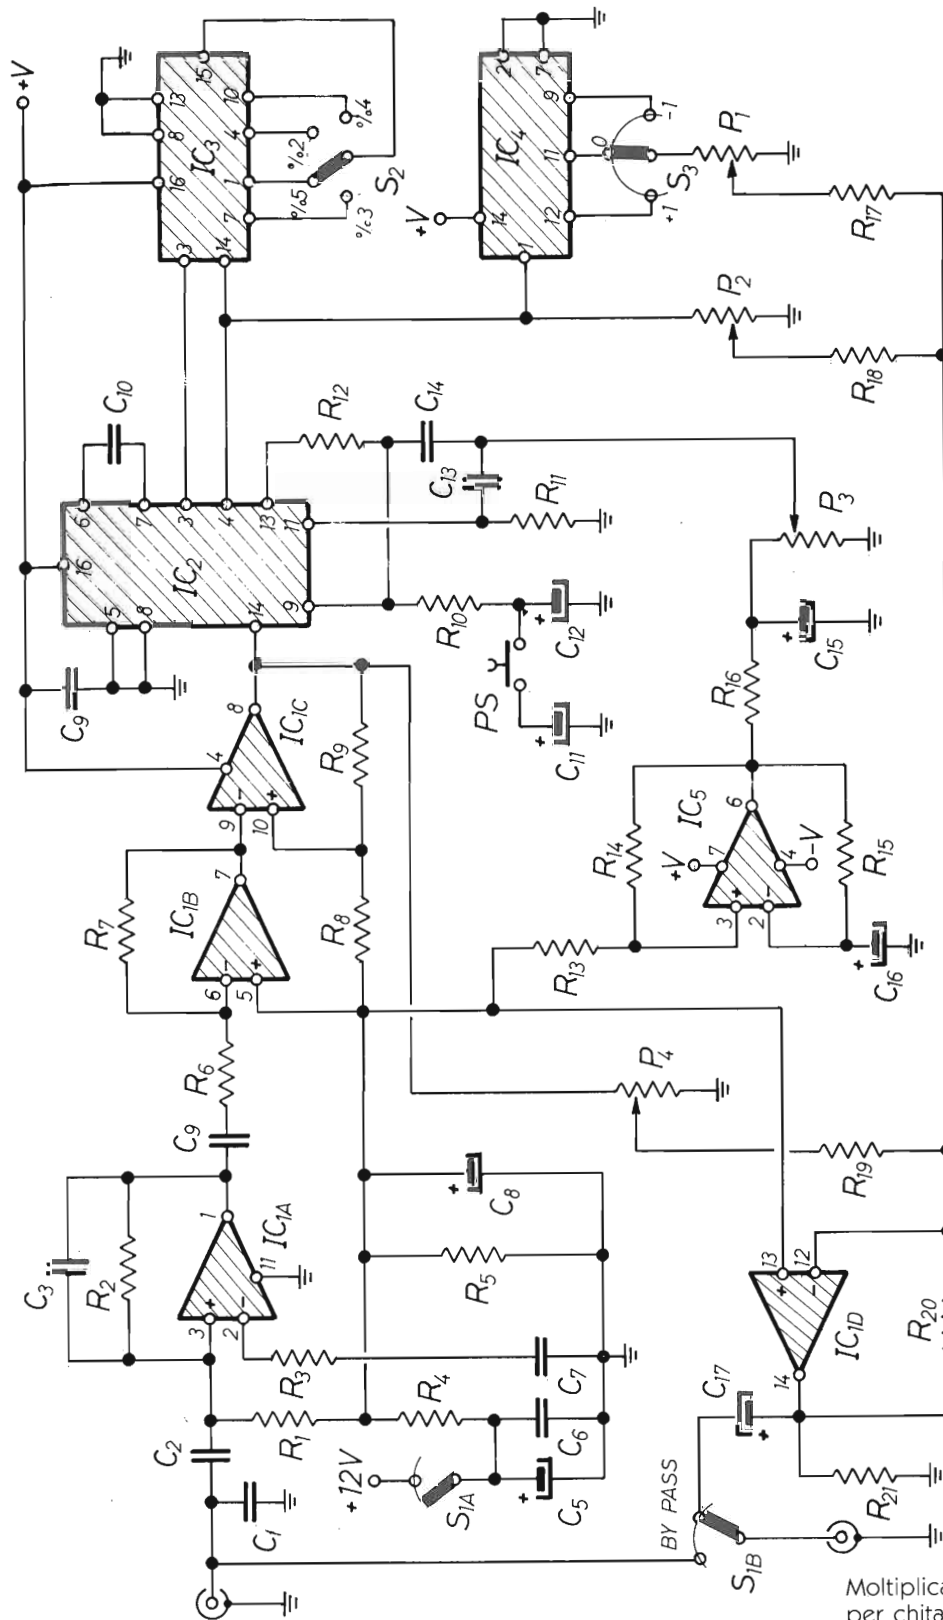 +V
C9
5
8
16
6
7
C10
IC2
3
4
13
11
9
14
16
8
13
15
3
14
IC3
7
1
4
10
%5
%2
%4
%3
S2
+V
14
2
7
1
IC4
12
11
9
+1
0
-1
S3
P1
R17
P2
R18
R12
C14
C13
R11
R10
PS
C11
+
C12
+
P3
C15
+
R16
C3
R2
3
+
2
-
1
11
IC1A
C9
R6
R7
6
-
5
+
7
IC1B
9
-
10
+
4
8
IC1C
R8
R9
R13
R14
+V
7
IC5
3
+
2
-
6
4
-V
R15
C16
+
C1
C2
R1
R3
R4
+12V
S1A
C5
+
C6
C7
R5
C8
+
P4
R19
13
+
12
-
14
IC1D
R20
C17
+
R21
BY PASS
S1B
Moltiplica
per chita